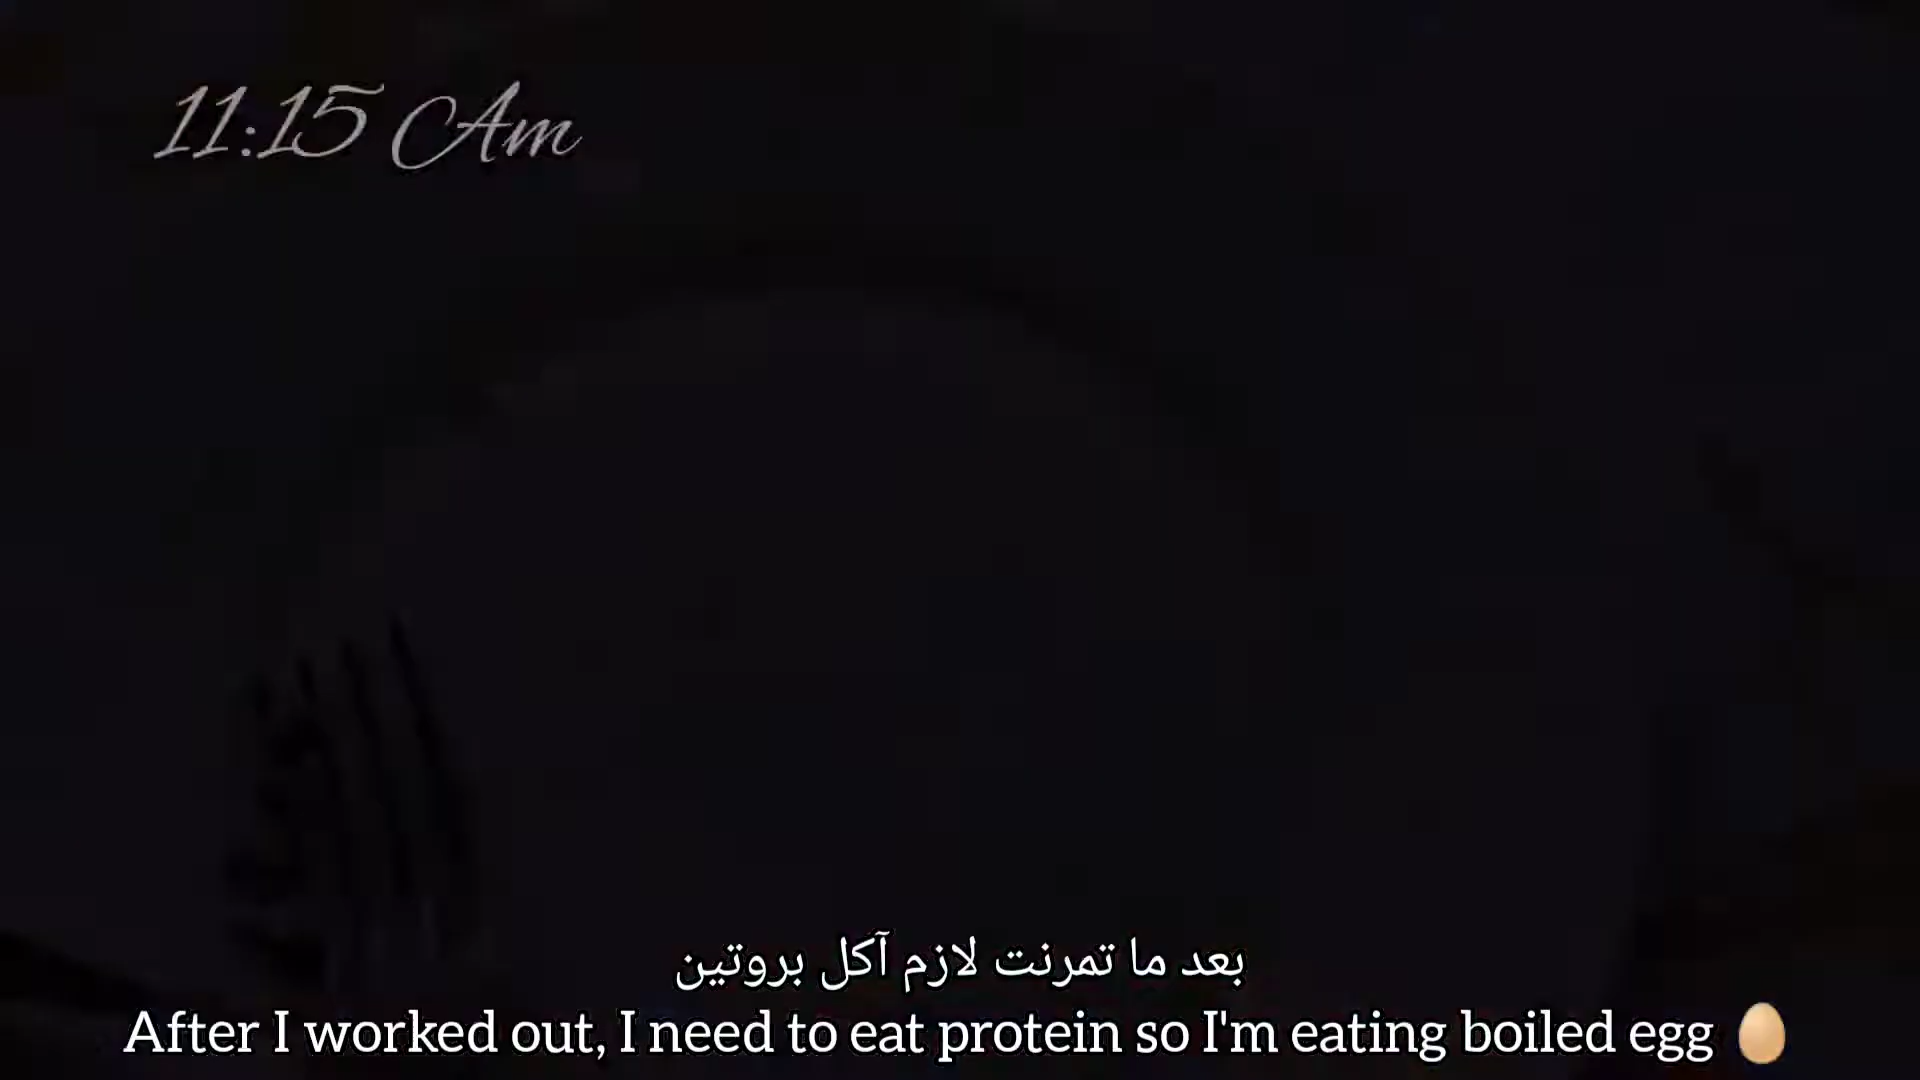 11:15 Am
بعد ما تمرنت لازم آكل بروتين
After I worked out, I need to eat protein so I'm eating boiled egg 🥚